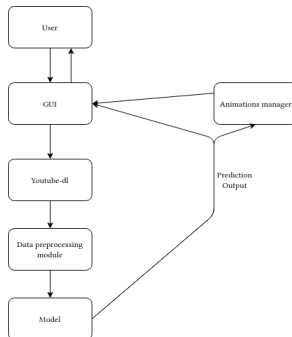 User
GUI
Animations manager
Youtube-dl
Prediction
Output
Data preprocessing
module
Model